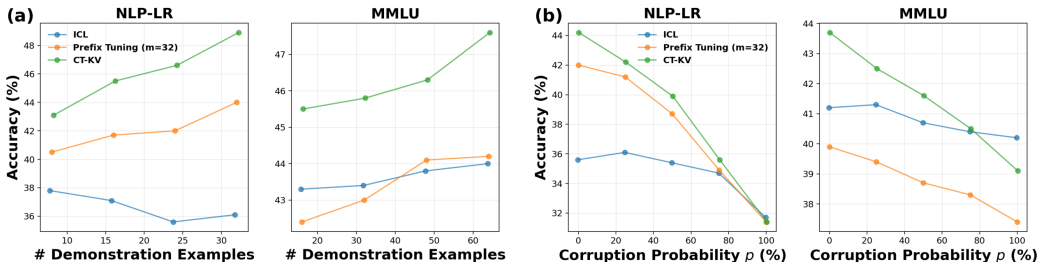 (a)
NLP-LR
ICL
Prefix Tuning (m=32)
CT-KV
Accuracy (%)
48
46
44
42
40
38
36
10 15 20 25 30
# Demonstration Examples
MMLU
47
46
45
44
43
20 30 40 50 60
# Demonstration Examples
(b)
NLP-LR
ICL
Prefix Tuning (m=32)
CT-KV
Accuracy (%)
44
42
40
38
36
34
32
0 20 40 60 80 100
Corruption Probability p (%)
MMLU
44
43
42
41
40
39
38
0 20 40 60 80 100
Corruption Probability p (%)